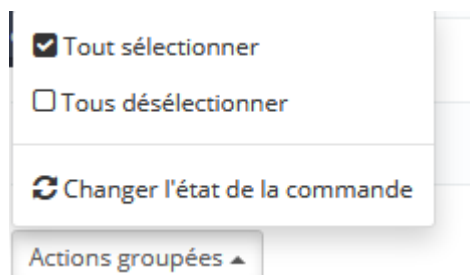 Tout sélectionner
Tous désélectionner
Changer l'état de la commande
Actions groupées